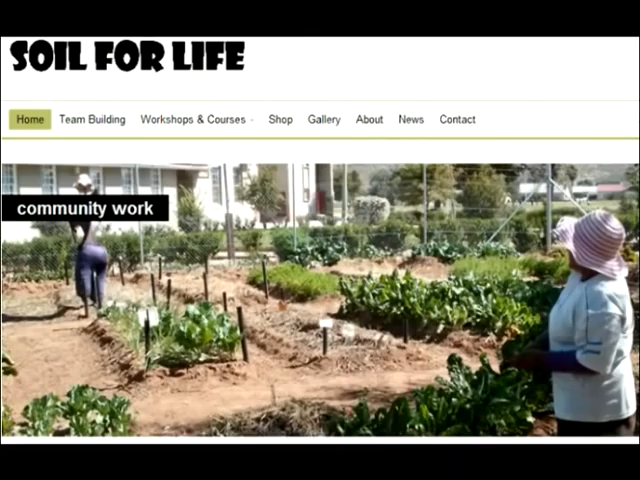 SOIL FOR LIFE
Home Team Building Workshops & Courses Shop Gallery About News Contact
community work